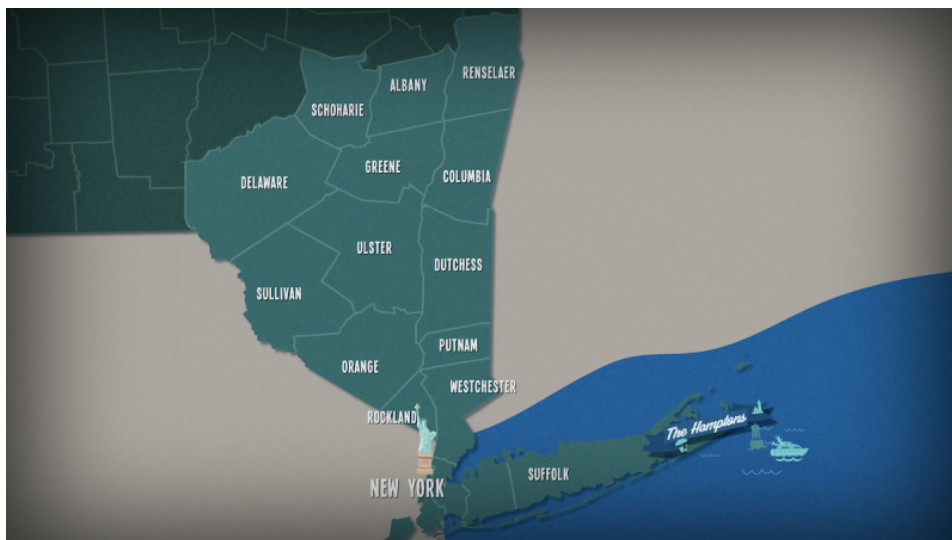 RENSELAER
ALBANY
SCHOHARIE
GREENE
COLUMBIA
DELAWARE
ULSTER
DUTCHESS
SULLIVAN
PUTNAM
ORANGE
WESTCHESTER
ROCKLAND
The Hamptons
SUFFOLK
NEW YORK